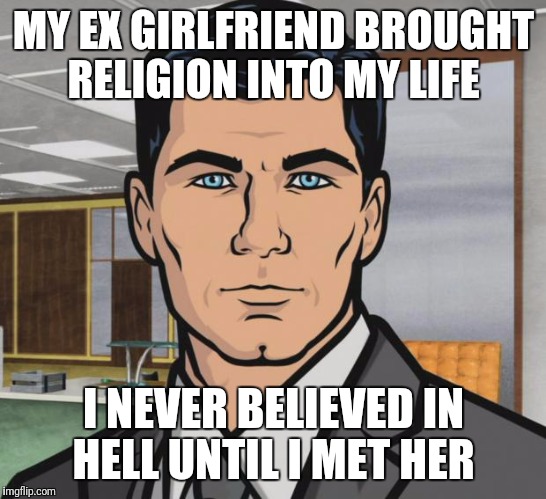 MY EX GIRLFRIEND BROUGHT
RELIGION INTO MY LIFE
I NEVER BELIEVED IN
HELL UNTIL I MET HER
imgflip.com